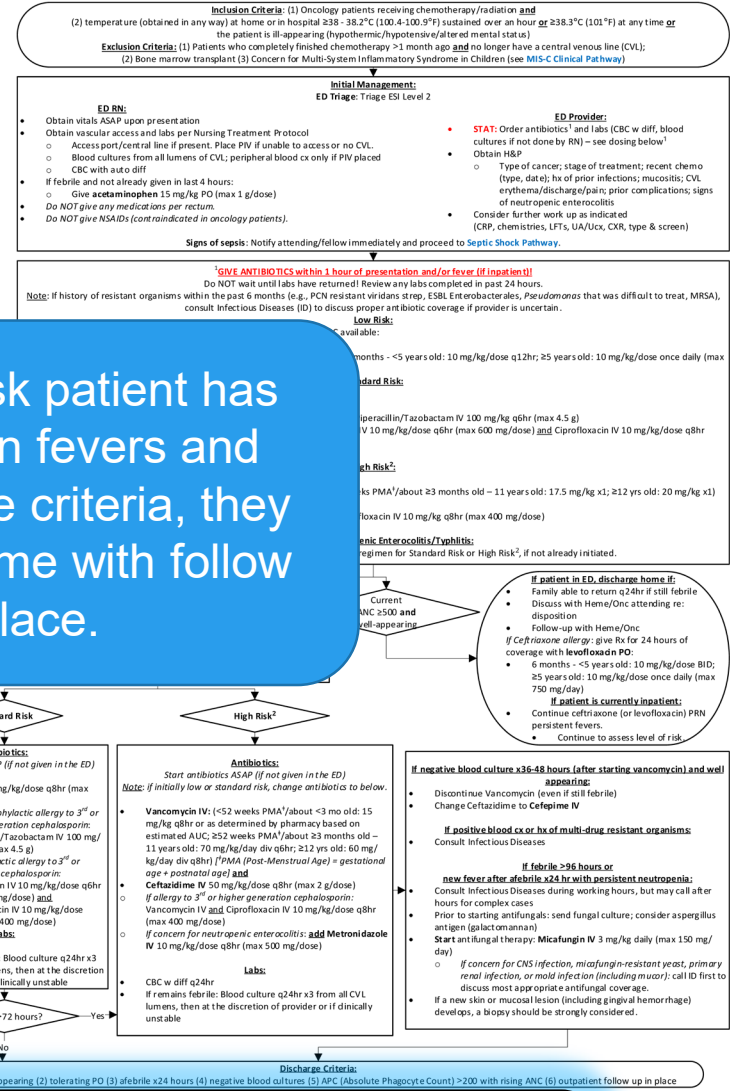 Inclusion Criteria: (1) Oncology patients receiving chemotherapy/radiation and
(2) temperature (obtained in any way) at home or in hospital ≥38 - 38.2°C (100.4-100.9°F) sustained over an hour or ≥38.3°C (101°F) at any time or
the patient is ill-appearing (hypothermic/hypotensive/altered mental status)
Exclusion Criteria: (1) Patients who completely finished chemotherapy >1 month ago and no longer have a central venous line (CVL);
(2) Bone marrow transplant (3) Concern for Multi-System Inflammatory Syndrome in Children (see MIS-C Clinical Pathway)
Initial Management:
ED Triage: Triage ESI Level 2
ED RN:
• Obtain vitals ASAP upon presentation
• Obtain vascular access and labs per Nursing Treatment Protocol
o Access port/central line if present. Place PIV if unable to access or no CVL.
o Blood cultures from all lumens of CVL; peripheral blood cx only if PIV placed
o CBC with auto diff
• If febrile and not already given in last 4 hours:
o Give acetaminophen 15 mg/kg PO (max 1 g/dose)
• Do NOT give any medications per rectum.
• Do NOT give NSAIDs (contraindicated in oncology patients).
ED Provider:
• STAT: Order antibiotics¹ and labs (CBC w diff, blood
cultures if not done by RN) – see dosing below¹
• Obtain H&P
o Type of cancer; stage of treatment; recent chemo
(type, date); hx of prior infections; mucositis; CVL
erythema/discharge/pain; prior complications; signs
of neutropenic enterocolitis
• Consider further work up as indicated
(CRP, chemistries, LFTs, UA/Ucx, CXR, type & screen)
Signs of sepsis: Notify attending/fellow immediately and proceed to Septic Shock Pathway.
¹GIVE ANTIBIOTICS within 1 hour of presentation and/or fever (if inpatient)!
Do NOT wait until labs have returned! Review any labs completed in past 24 hours.
Note: If history of resistant organisms within the past 6 months (e.g., PCN resistant viridans strep, ESBL Enterobacterales, Pseudomonas that was difficult to treat, MRSA),
consult Infectious Diseases (ID) to discuss proper antibiotic coverage if provider is uncertain.
Low Risk:
available:
months - <5 years old: 10 mg/kg/dose q12hr; ≥5 years old: 10 mg/kg/dose once daily (max
dard Risk:
iperacillin/Tazobactam IV 100 mg/kg q6hr (max 4.5 g)
IV 10 mg/kg/dose q6hr (max 600 mg/dose) and Ciprofloxacin IV 10 mg/kg/dose q8hr
gh Risk²:
ks PMA‡/about ≥3 months old – 11 years old: 17.5 mg/kg x1; ≥12 yrs old: 20 mg/kg x1)
floxacin IV 10 mg/kg q8hr (max 400 mg/dose)
enic Enterocolitis/Typhlitis:
regimen for Standard Risk or High Risk², if not already initiated.
sk patient has
n fevers and
e criteria, they
me with follow
lace.
Current
ANC ≥500 and
well-appearing
If patient in ED, discharge home if:
• Family able to return q24hr if still febrile
• Discuss with Heme/Onc attending re:
disposition
• Follow-up with Heme/Onc
If Ceftriaxone allergy: give Rx for 24 hours of
coverage with levofloxacin PO:
• 6 months - <5 years old: 10 mg/kg/dose BID;
≥5 years old: 10 mg/kg/dose once daily (max
750 mg/day)
If patient is currently inpatient:
• Continue ceftriaxone (or levofloxacin) PRN
persistent fevers.
• Continue to assess level of risk
ard Risk
High Risk²
biotics:
P (if not given in the ED)
mg/kg/dose q8hr (max
phylactic allergy to 3rd or
eration cephalosporin:
/Tazobactam IV 100 mg/
ax 4.5 g)
actic allergy to 3rd or
cephalosporin:
n IV 10 mg/kg/dose q6hr
mg/dose) and
cin IV 10 mg/kg/dose
400 mg/dose)
abs:
Blood culture q24hr x3
ens, then at the discretion
linically unstable
Antibiotics:
Start antibiotics ASAP (if not given in the ED)
Note: if initially low or standard risk, change antibiotics to below.
• Vancomycin IV: (<52 weeks PMA‡/about <3 mo old: 15
mg/kg q8hr or as determined by pharmacy based on
estimated AUC; ≥52 weeks PMA‡/about ≥3 months old –
11 years old: 70 mg/kg/day div q6hr; ≥12 yrs old: 60 mg/
kg/day div q8hr) [‡PMA (Post-Menstrual Age) = gestational
age + postnatal age] and
• Ceftazidime IV 50 mg/kg/dose q8hr (max 2 g/dose)
o If allergy to 3rd or higher generation cephalosporin:
Vancomycin IV and Ciprofloxacin IV 10 mg/kg/dose q8hr
(max 400 mg/dose)
o If concern for neutropenic enterocolitis: add Metronidazole
IV 10 mg/kg/dose q8hr (max 500 mg/dose)
Labs:
• CBC w diff q24hr
• If remains febrile: Blood culture q24hr x3 from all CVL
lumens, then at the discretion of provider or if clinically
unstable
If negative blood culture x36-48 hours (after starting vancomycin) and well
appearing:
• Discontinue Vancomycin (even if still febrile)
• Change Ceftazidime to Cefepime IV
If positive blood cx or hx of multi-drug resistant organisms:
• Consult Infectious Diseases
If febrile >96 hours or
new fever after afebrile x24 hr with persistent neutropenia:
• Consult Infectious Diseases during working hours, but may call after
hours for complex cases
• Prior to starting antifungals: send fungal culture; consider aspergillus
antigen (galactomannan)
• Start antifungal therapy: Micafungin IV 3 mg/kg daily (max 150 mg/
day)
o If concern for CNS infection, micafungin-resistant yeast, primary
renal infection, or mold infection (including mucor): call ID first to
discuss most appropriate antifungal coverage.
• If a new skin or mucosal lesion (including gingival hemorrhage)
develops, a biopsy should be strongly considered.
>72 hours?
Yes
No
Discharge Criteria:
ppearing (2) tolerating PO (3) afebrile x24 hours (4) negative blood cultures (5) APC (Absolute Phagocyte Count) >200 with rising ANC (6) outpatient follow up in place